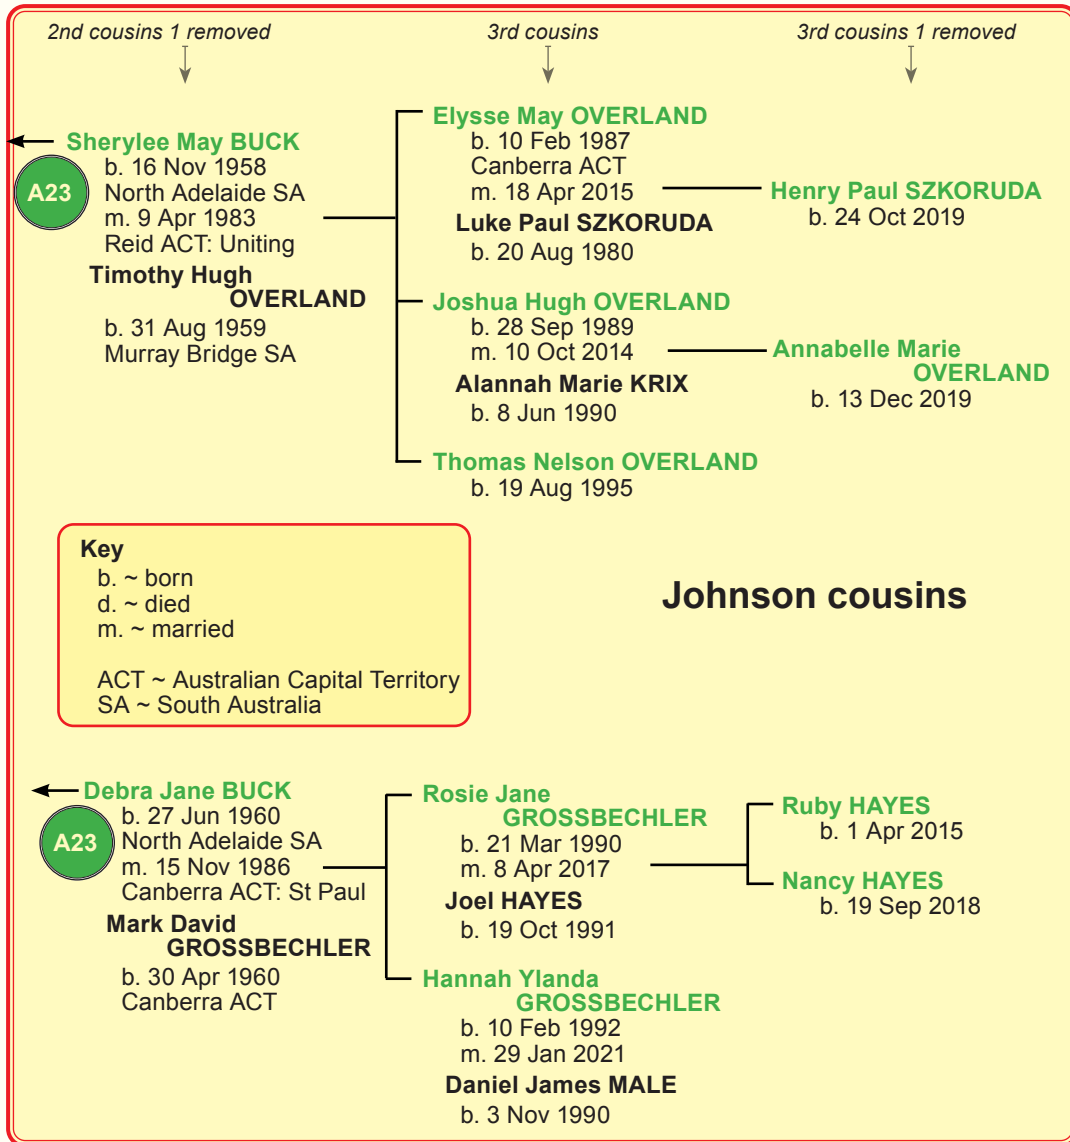 2nd cousins 1 removed
3rd cousins
3rd cousins 1 removed
Sherylee May BUCK
A23
b. 16 Nov 1958
North Adelaide SA
m. 9 Apr 1983
Reid ACT: Uniting
Timothy Hugh
OVERLAND
b. 31 Aug 1959
Murray Bridge SA
Elysse May OVERLAND
b. 10 Feb 1987
Canberra ACT
m. 18 Apr 2015
Luke Paul SZKORUDA
b. 20 Aug 1980
Henry Paul SZKORUDA
b. 24 Oct 2019
Joshua Hugh OVERLAND
b. 28 Sep 1989
m. 10 Oct 2014
Alannah Marie KRIX
b. 8 Jun 1990
Annabelle Marie
OVERLAND
b. 13 Dec 2019
Thomas Nelson OVERLAND
b. 19 Aug 1995
Key
b. ~ born
d. ~ died
m. ~ married
ACT ~ Australian Capital Territory
SA ~ South Australia
Johnson cousins
Debra Jane BUCK
A23
b. 27 Jun 1960
North Adelaide SA
m. 15 Nov 1986
Canberra ACT: St Paul
Mark David
GROSSBECHLER
b. 30 Apr 1960
Canberra ACT
Rosie Jane
GROSSBECHLER
b. 21 Mar 1990
m. 8 Apr 2017
Joel HAYES
b. 19 Oct 1991
Ruby HAYES
b. 1 Apr 2015
Nancy HAYES
b. 19 Sep 2018
Hannah Ylanda
GROSSBECHLER
b. 10 Feb 1992
m. 29 Jan 2021
Daniel James MALE
b. 3 Nov 1990